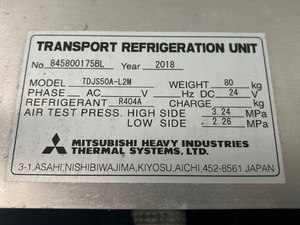 TRANSPORT REFRIGERATION UNIT
No 845800175BL Year 2018
MODEL TDJS50A-L2M WEIGHT 80 kg
PHASE AC V DC 24 V
REFRIGERANT R404A CHARGE kg
AIR TEST PRESS. HIGH SIDE 3.24 MPa
LOW SIDE 2.26 MPa
MITSUBISHI HEAVY INDUSTRIES
THERMAL SYSTEMS, LTD.
3-1, ASAHI, NISHIBIWAJIMA, KIYOSU, AICHI, 452-8561 JAPAN